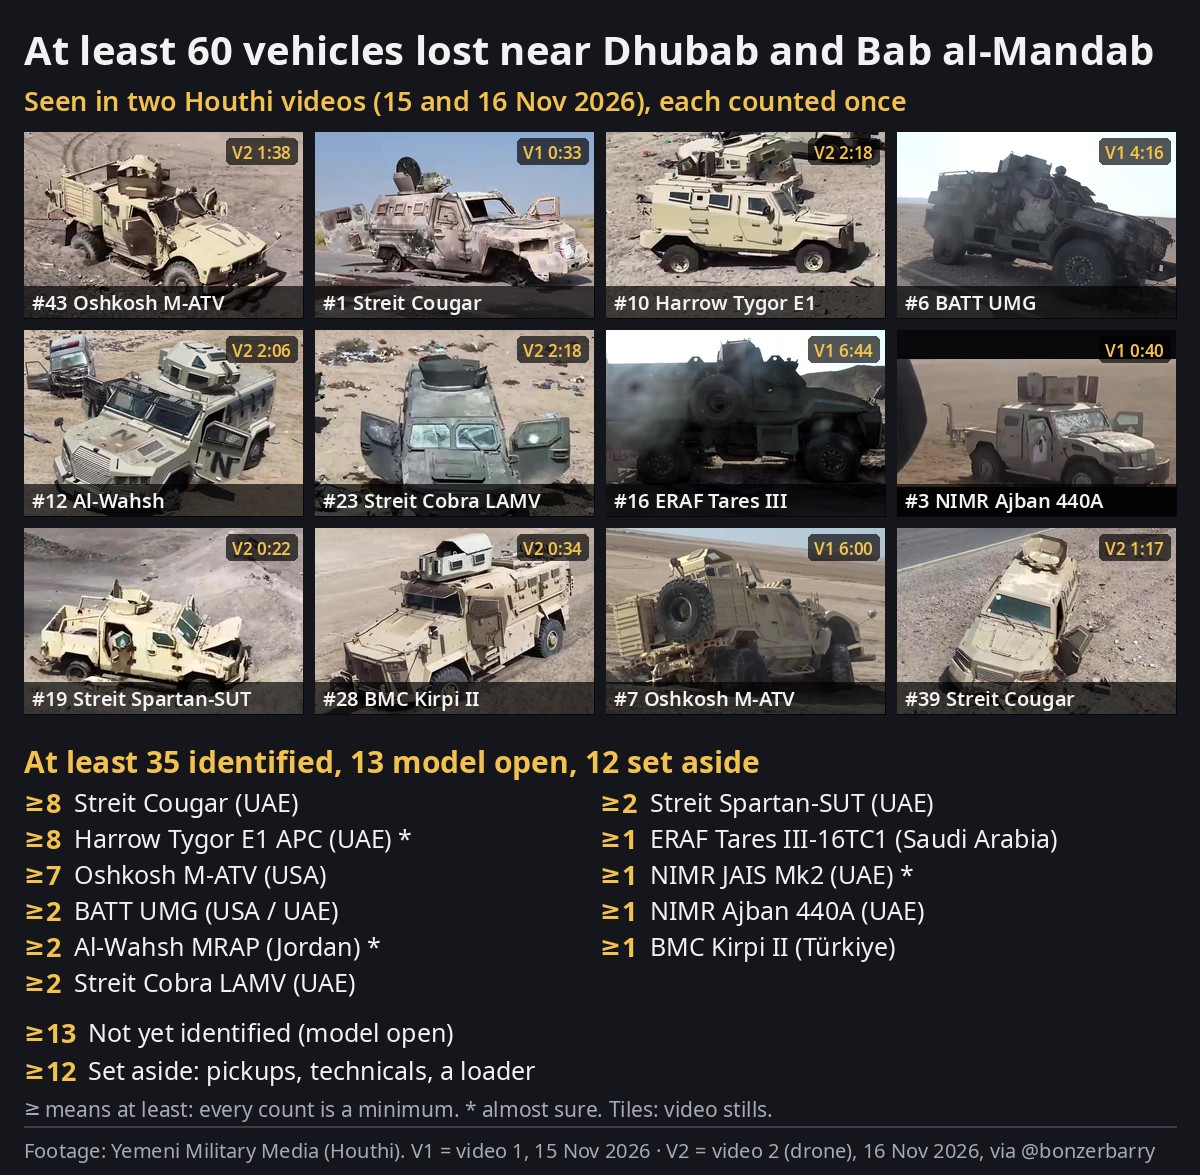 At least 60 vehicles lost near Dhubab and Bab al-Mandab
Seen in two Houthi videos (15 and 16 Nov 2026), each counted once
V2 1:38
#43 Oshkosh M-ATV
V1 0:33
#1 Streit Cougar
V2 2:18
#10 Harrow Tygor E1
V1 4:16
#6 BATT UMG
V2 2:06
#12 Al-Wahsh
V2 2:18
#23 Streit Cobra LAMV
V1 6:44
#16 ERAF Tares III
V1 0:40
#3 NIMR Ajban 440A
V2 0:22
#19 Streit Spartan-SUT
V2 0:34
#28 BMC Kirpi II
V1 6:00
#7 Oshkosh M-ATV
V2 1:17
#39 Streit Cougar
At least 35 identified, 13 model open, 12 set aside
≥8 Streit Cougar (UAE)
≥8 Harrow Tygor E1 APC (UAE) *
≥7 Oshkosh M-ATV (USA)
≥2 BATT UMG (USA / UAE)
≥2 Al-Wahsh MRAP (Jordan) *
≥2 Streit Cobra LAMV (UAE)
≥2 Streit Spartan-SUT (UAE)
≥1 ERAF Tares III-16TC1 (Saudi Arabia)
≥1 NIMR JAIS Mk2 (UAE) *
≥1 NIMR Ajban 440A (UAE)
≥1 BMC Kirpi II (Türkiye)
≥13 Not yet identified (model open)
≥12 Set aside: pickups, technicals, a loader
≥ means at least: every count is a minimum. * almost sure. Tiles: video stills.
Footage: Yemeni Military Media (Houthi). V1 = video 1, 15 Nov 2026 · V2 = video 2 (drone), 16 Nov 2026, via @bonzerbarry